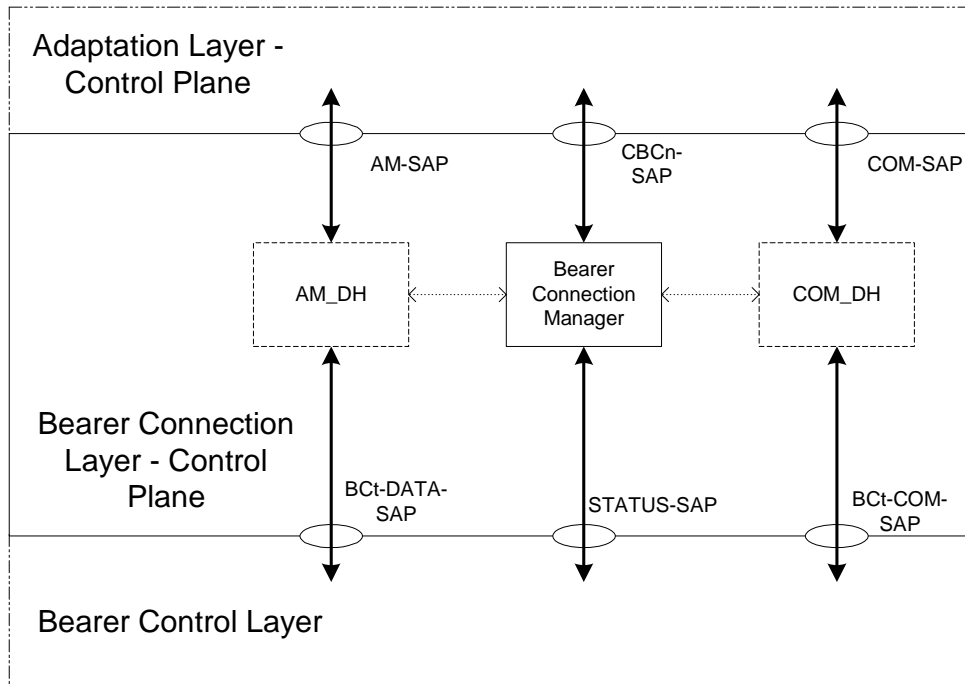 Adaptation Layer -
Control Plane
AM-SAP
CBCn-
SAP
COM-SAP
AM_DH
Bearer
Connection
Manager
COM_DH
Bearer Connection
Layer - Control
Plane
BCt-DATA-
SAP
STATUS-SAP
BCt-COM-
SAP
Bearer Control Layer